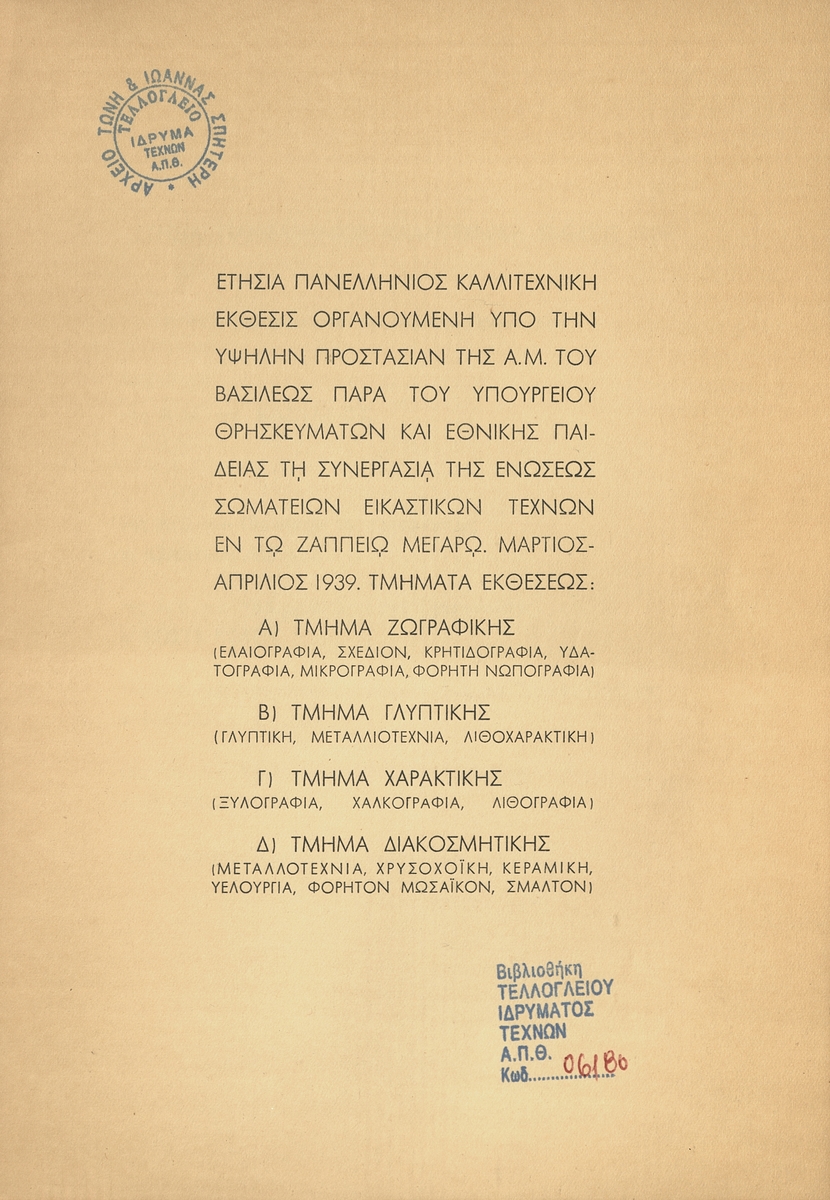 ΑΡΧΕΙΟ ΤΩΝΗ & ΙΩΑΝΝΑΣ ΣΠΗΤΕΡΗ *
ΤΕΛΛΟΓΛΕΙΟ
ΙΔΡΥΜΑ
ΤΕΧΝΩΝ
Α.Π.Θ.
ΕΤΗΣΙΑ ΠΑΝΕΛΛΗΝΙΟΣ ΚΑΛΛΙΤΕΧΝΙΚΗ
ΕΚΘΕΣΙΣ ΟΡΓΑΝΟΥΜΕΝΗ ΥΠΟ ΤΗΝ
ΥΨΗΛΗΝ ΠΡΟΣΤΑΣΙΑΝ ΤΗΣ Α.Μ. ΤΟΥ
ΒΑΣΙΛΕΩΣ ΠΑΡΑ ΤΟΥ ΥΠΟΥΡΓΕΙΟΥ
ΘΡΗΣΚΕΥΜΑΤΩΝ ΚΑΙ ΕΘΝΙΚΗΣ ΠΑΙ-
ΔΕΙΑΣ Τῌ ΣΥΝΕΡΓΑΣΙᾼ ΤΗΣ ΕΝΩΣΕΩΣ
ΣΩΜΑΤΕΙΩΝ ΕΙΚΑΣΤΙΚΩΝ ΤΕΧΝΩΝ
ΕΝ Τῼ ΖΑΠΠΕΙῼ ΜΕΓΑΡῼ. ΜΑΡΤΙΟΣ-
ΑΠΡΙΛΙΟΣ 1939. ΤΜΗΜΑΤΑ ΕΚΘΕΣΕΩΣ:
Α) ΤΜΗΜΑ ΖΩΓΡΑΦΙΚΗΣ
(ΕΛΑΙΟΓΡΑΦΙΑ, ΣΧΕΔΙΟΝ, ΚΡΗΤΙΔΟΓΡΑΦΙΑ, ΥΔΑ-
ΤΟΓΡΑΦΙΑ, ΜΙΚΡΟΓΡΑΦΙΑ, ΦΟΡΗΤΗ ΝΩΠΟΓΡΑΦΙΑ)
Β) ΤΜΗΜΑ ΓΛΥΠΤΙΚΗΣ
(ΓΛΥΠΤΙΚΗ, ΜΕΤΑΛΛΙΟΤΕΧΝΙΑ, ΛΙΘΟΧΑΡΑΚΤΙΚΗ)
Γ) ΤΜΗΜΑ ΧΑΡΑΚΤΙΚΗΣ
(ΞΥΛΟΓΡΑΦΙΑ, ΧΑΛΚΟΓΡΑΦΙΑ, ΛΙΘΟΓΡΑΦΙΑ)
Δ) ΤΜΗΜΑ ΔΙΑΚΟΣΜΗΤΙΚΗΣ
(ΜΕΤΑΛΛΟΤΕΧΝΙΑ, ΧΡΥΣΟΧΟΪΚΗ, ΚΕΡΑΜΙΚΗ,
ΥΕΛΟΥΡΓΙΑ, ΦΟΡΗΤΟΝ ΜΩΣΑΪΚΟΝ, ΣΜΑΛΤΟΝ)
Βιβλιοθήκη
ΤΕΛΛΟΓΛΕΙΟΥ
ΙΔΡΥΜΑΤΟΣ
ΤΕΧΝΩΝ
Α.Π.Θ.
Κωδ.